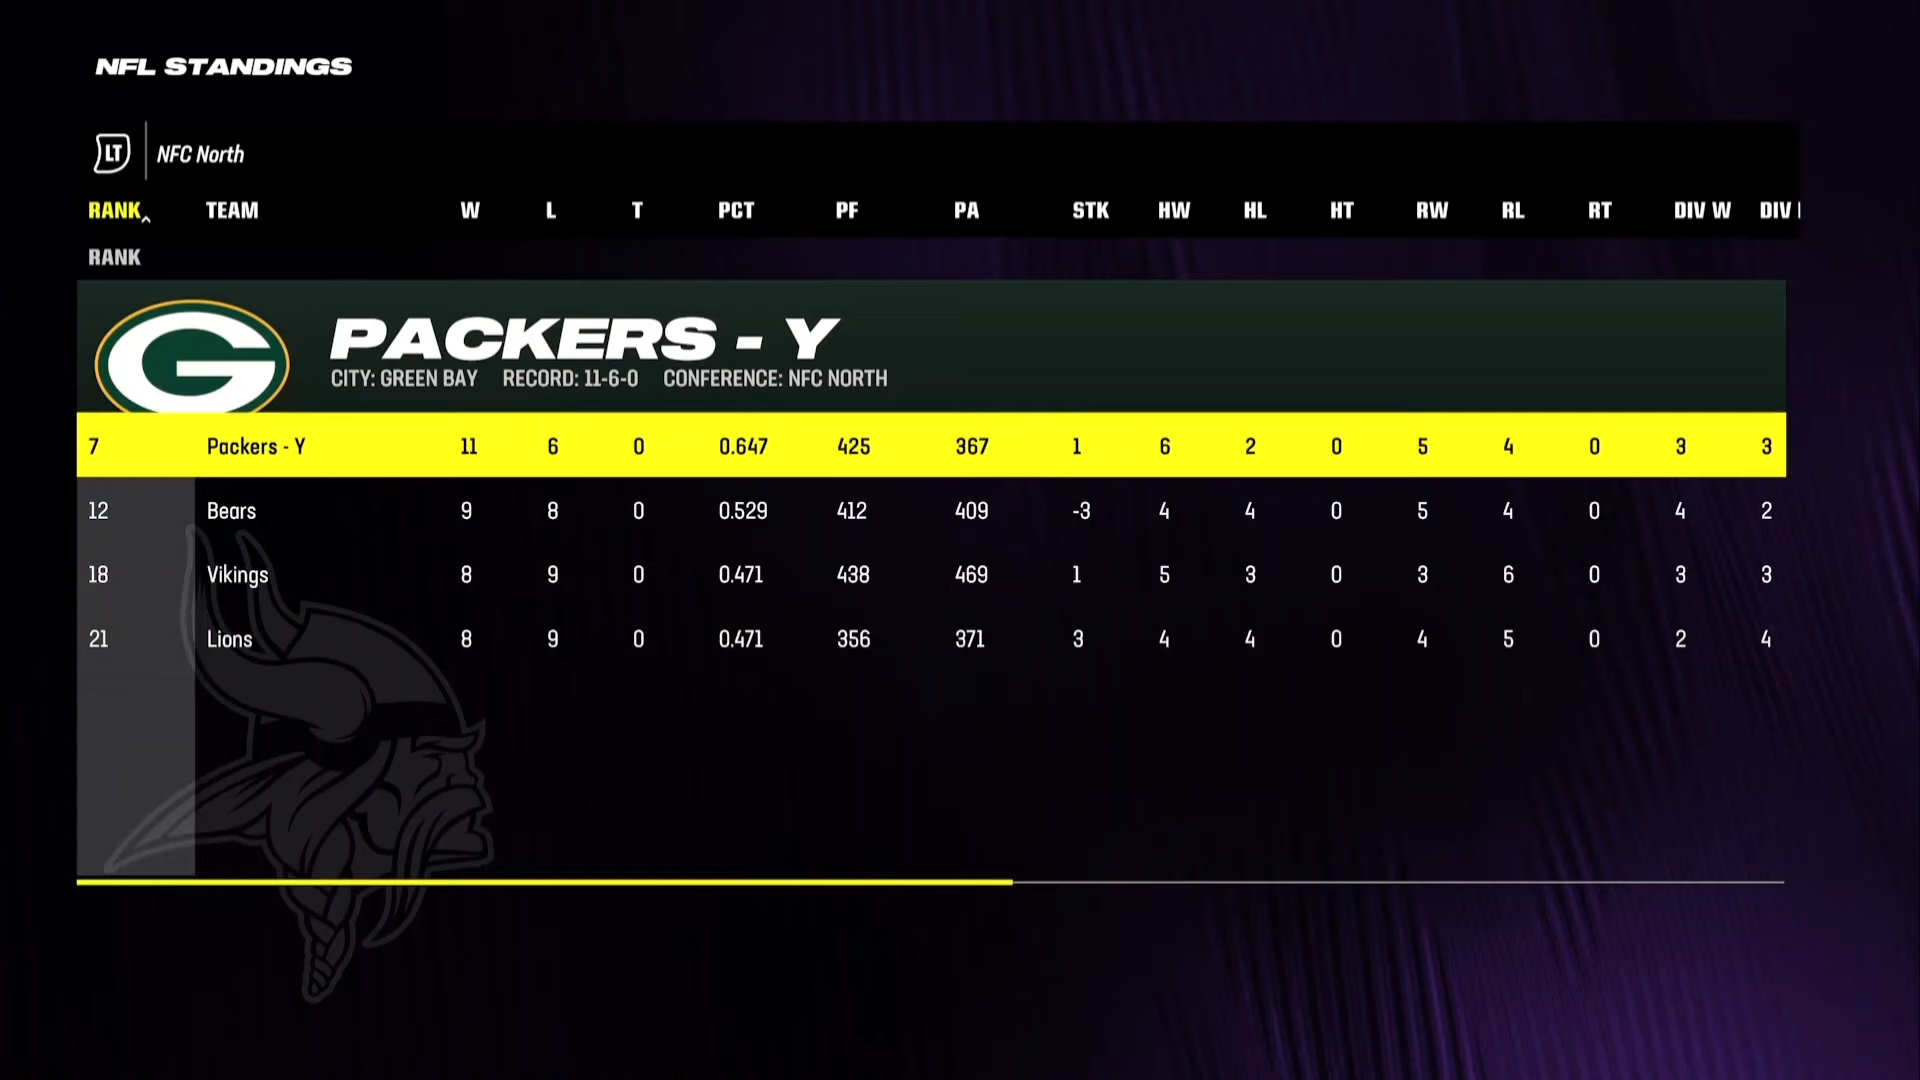 NFL STANDINGS
LT NFC North
RANK TEAM W L T PCT PF PA STK HW HL HT RW RL RT DIV W DIV
RANK
G
PACKERS - Y
CITY: GREEN BAY RECORD: 11-6-0 CONFERENCE: NFC NORTH
7 Packers - Y 11 6 0 0.647 425 367 1 6 2 0 5 4 0 3 3
12 Bears 9 8 0 0.529 412 409 -3 4 4 0 5 4 0 4 2
18 Vikings 8 9 0 0.471 438 469 1 5 3 0 3 6 0 3 3
21 Lions 8 9 0 0.471 356 371 3 4 4 0 4 5 0 2 4